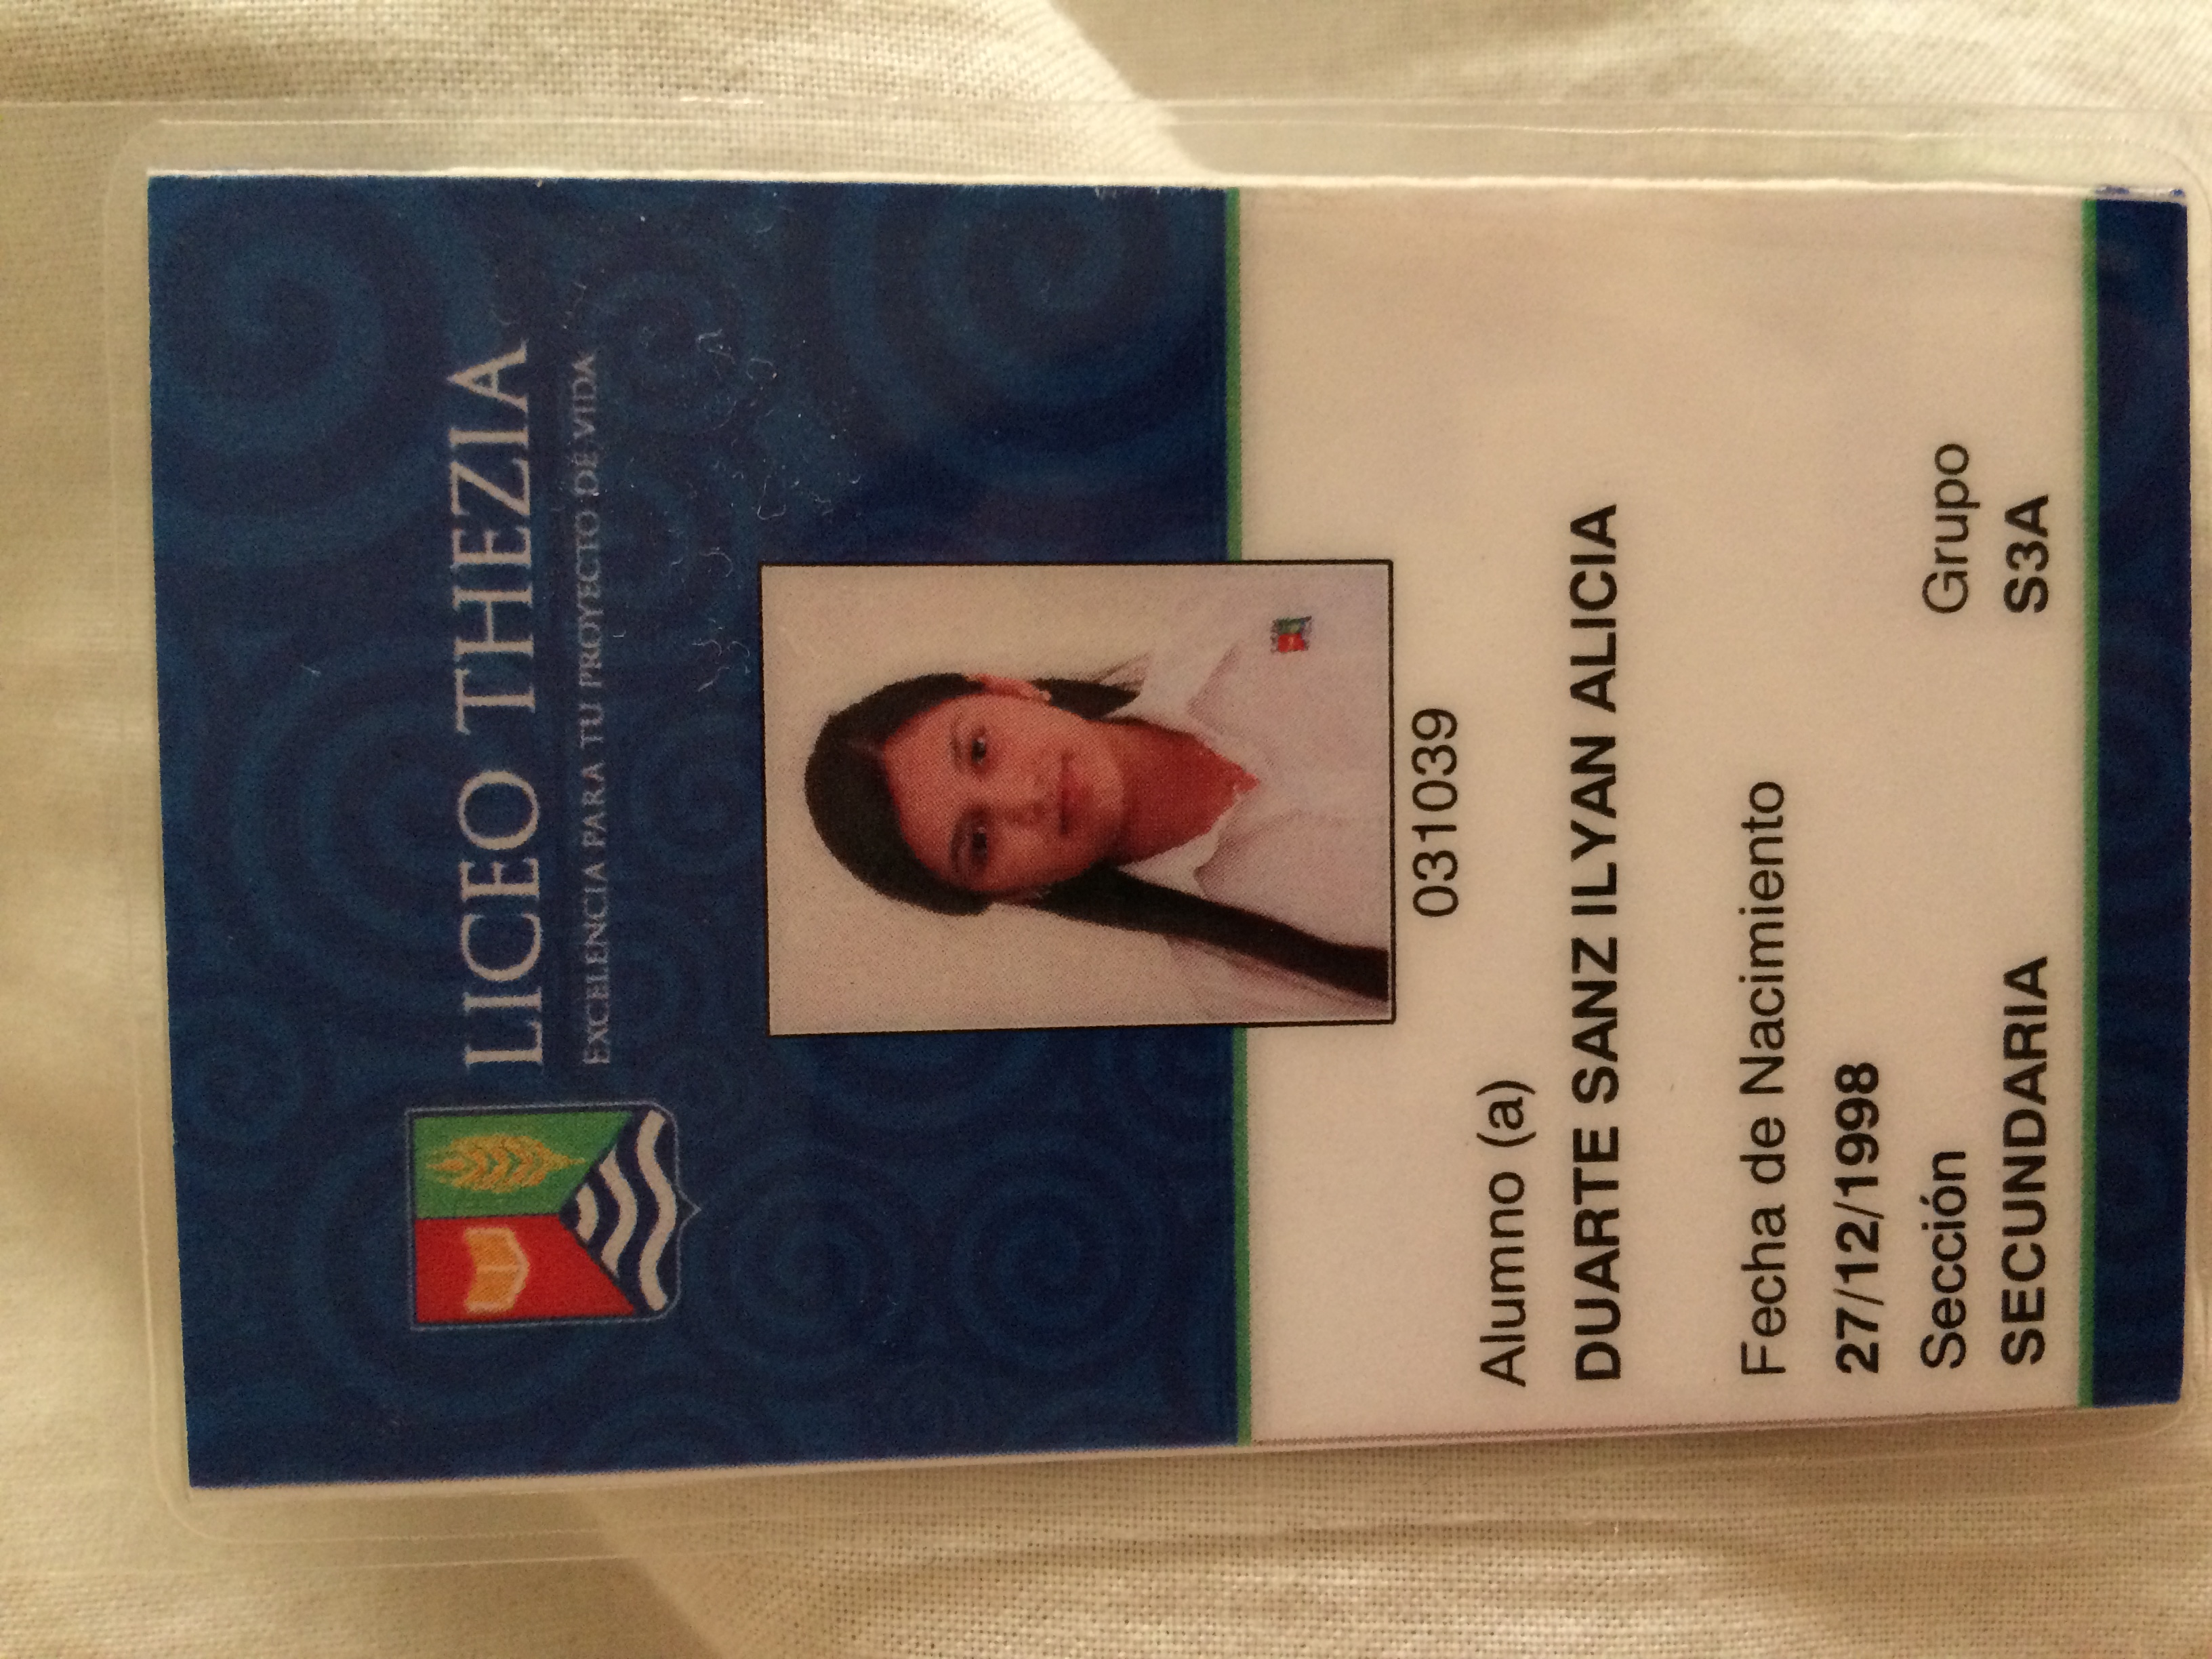 LICEO THEZIA
EXCELENCIA PARA TU PROYECTO DE VIDA
031039
Alumno (a)
DUARTE SANZ ILYAN ALICIA
Fecha de Nacimiento
27/12/1998
Sección Grupo
SECUNDARIA S3A